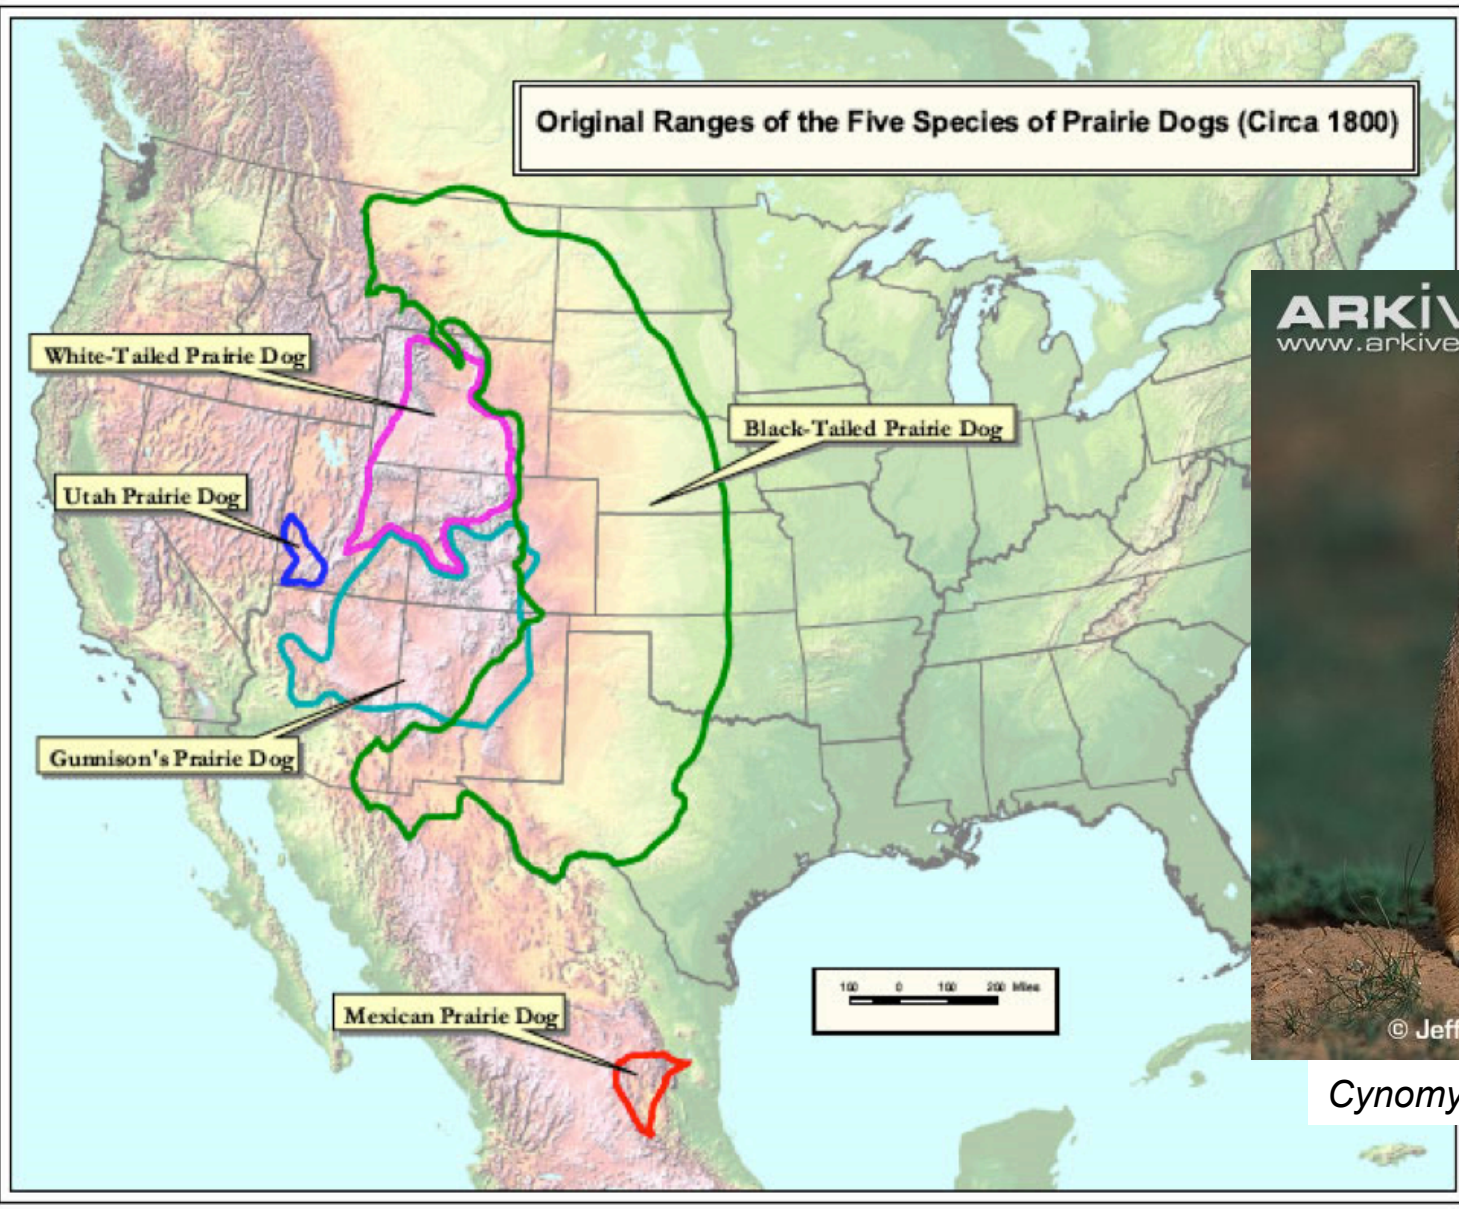 Original Ranges of the Five Species of Prairie Dogs (Circa 1800)
ARKIV
www.arkive
White-Tailed Prairie Dog
Black-Tailed Prairie Dog
Utah Prairie Dog
Gunnison's Prairie Dog
100 0 100 200 Miles
Mexican Prairie Dog
© Jeff
Cynomy